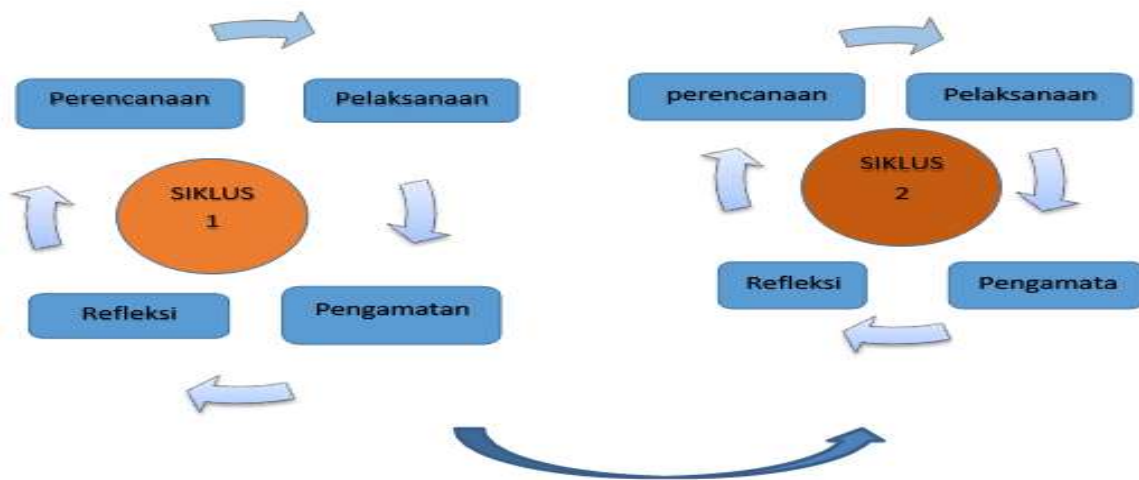 Perencanaan
Pelaksanaan
SIKLUS
1
Refleksi
Pengamatan
perencanaan
Pelaksanaan
SIKLUS
2
Refleksi
Pengamata